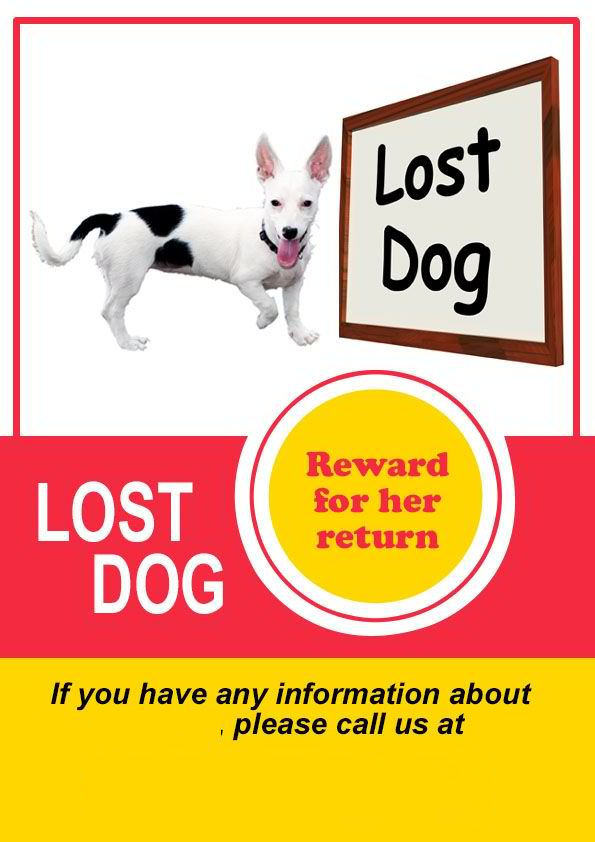 Lost
Dog
Reward
for her
return
LOST
DOG
If you have any information about
, please call us at